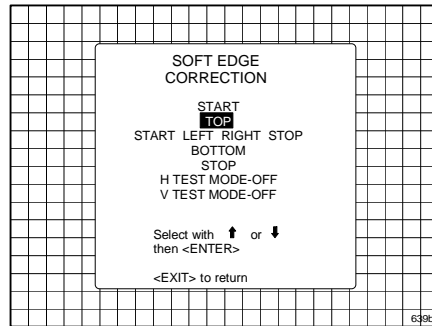 SOFT EDGE
CORRECTION
START
TOP
START LEFT RIGHT STOP
BOTTOM
STOP
H TEST MODE-OFF
V TEST MODE-OFF
Select with ⬆ or ⬇
then <ENTER>
<EXIT> to return
639b